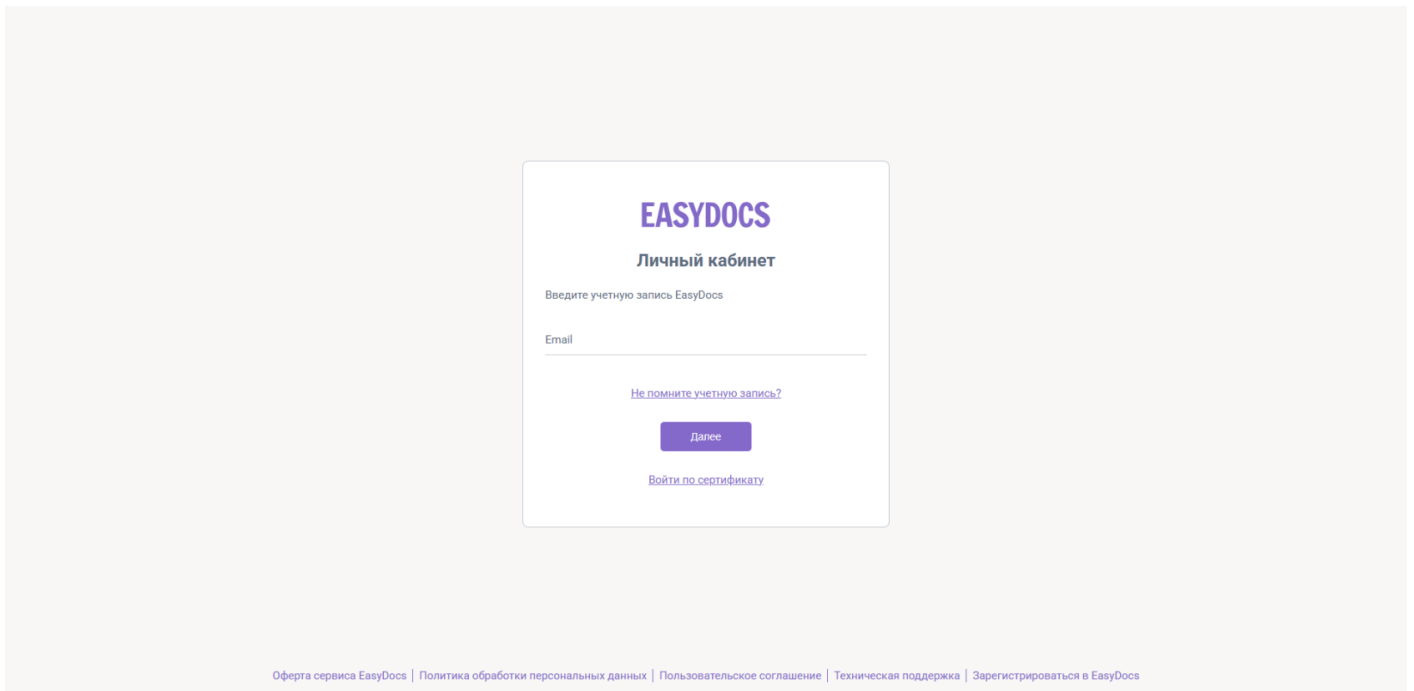 EASYDOCS
Личный кабинет
Введите учетную запись EasyDocs
Email
Не помните учетную запись?
Далее
Войти по сертификату
Оферта сервиса EasyDocs | Политика обработки персональных данных | Пользовательское соглашение | Техническая поддержка | Зарегистрироваться в EasyDocs